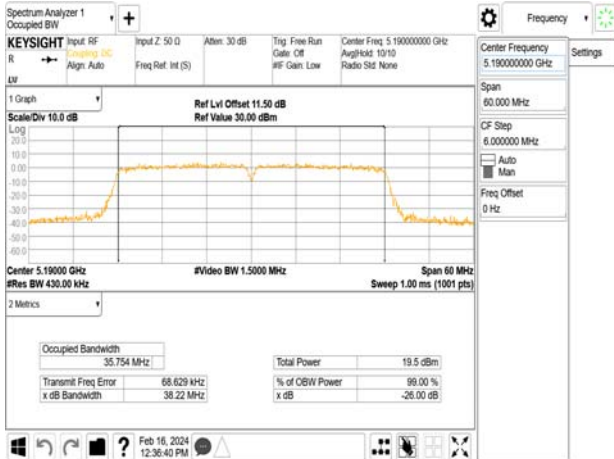 Spectrum Analyzer 1
Occupied BW
+
Frequency
KEYSIGHT
R
LXI
Input: RF
Coupling: DC
Align: Auto
Input Z: 50 Ω
Freq Ref: Int (S)
Atten: 30 dB
Trig: Free Run
Gate: Off
#IF Gain: Low
Center Freq: 5.190000000 GHz
Avg|Hold: 10/10
Radio Std: None
Center Frequency
5.190000000 GHz
Settings
Span
60.000 MHz
CF Step
6.000000 MHz
Auto
Man
Freq Offset
0 Hz
1 Graph
Scale/Div 10.0 dB
Ref Lvl Offset 11.50 dB
Ref Value 30.00 dBm
Log
20.0
10.0
0.00
-10.0
-20.0
-30.0
-40.0
-50.0
-60.0
Center 5.19000 GHz
#Res BW 430.00 kHz
#Video BW 1.5000 MHz
Span 60 MHz
Sweep 1.00 ms (1001 pts)
2 Metrics
Occupied Bandwidth
35.754 MHz
Total Power 19.5 dBm
Transmit Freq Error 68.629 kHz
% of OBW Power 99.00 %
x dB Bandwidth 38.22 MHz
x dB -26.00 dB
?
Feb 16, 2024
12:36:40 PM